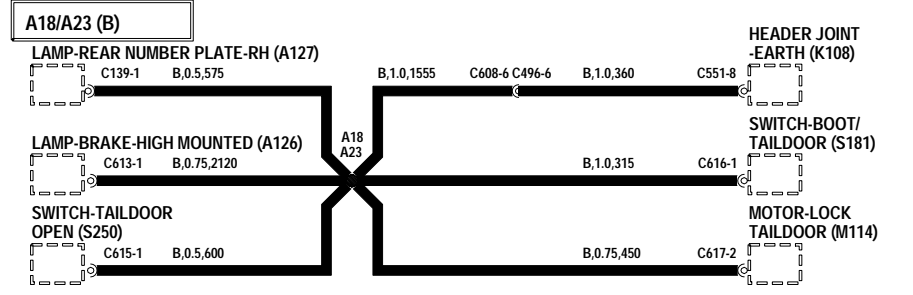 A18/A23 (B)
LAMP-REAR NUMBER PLATE-RH (A127)
C139-1 B,0.5,575
B,1.0,1555 C608-6 C496-6 B,1.0,360 C551-8
HEADER JOINT
-EARTH (K108)
LAMP-BRAKE-HIGH MOUNTED (A126)
C613-1 B,0.75,2120
A18
A23
B,1.0,315 C616-1
SWITCH-BOOT/
TAILDOOR (S181)
SWITCH-TAILDOOR
OPEN (S250)
C615-1 B,0.5,600
B,0.75,450 C617-2
MOTOR-LOCK
TAILDOOR (M114)